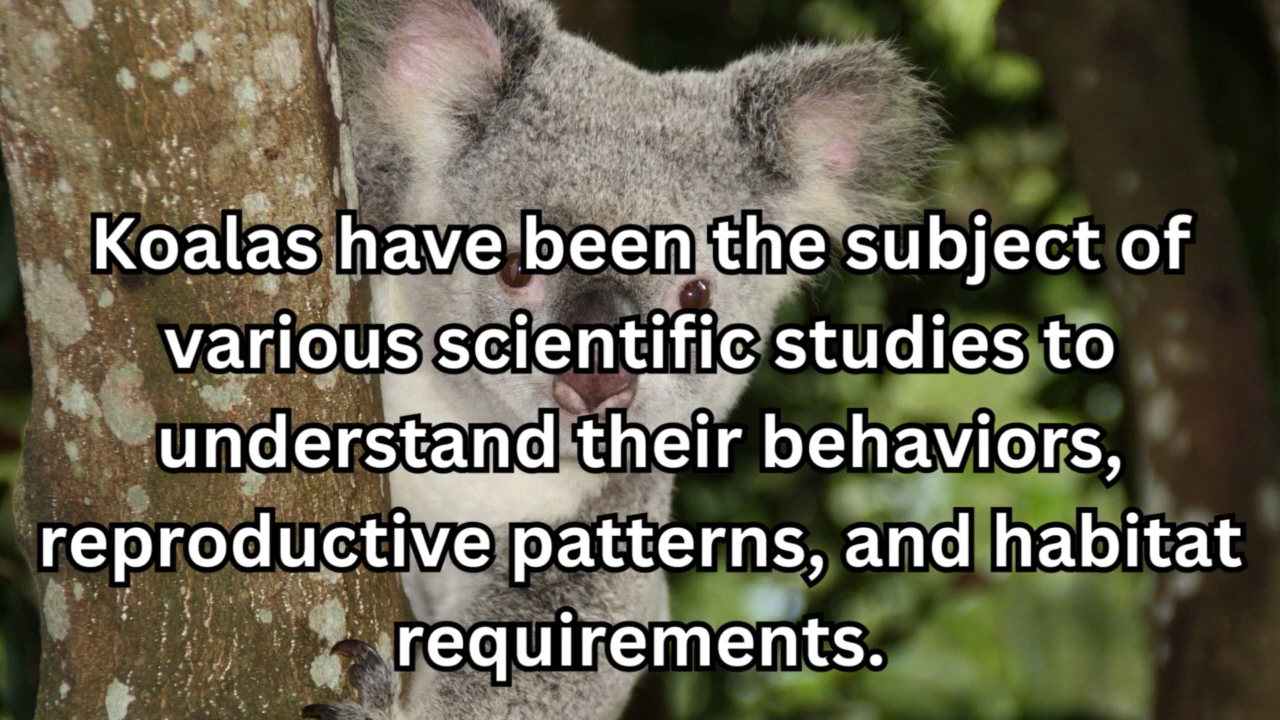 Koalas have been the subject of
various scientific studies to
understand their behaviors,
reproductive patterns, and habitat
requirements.